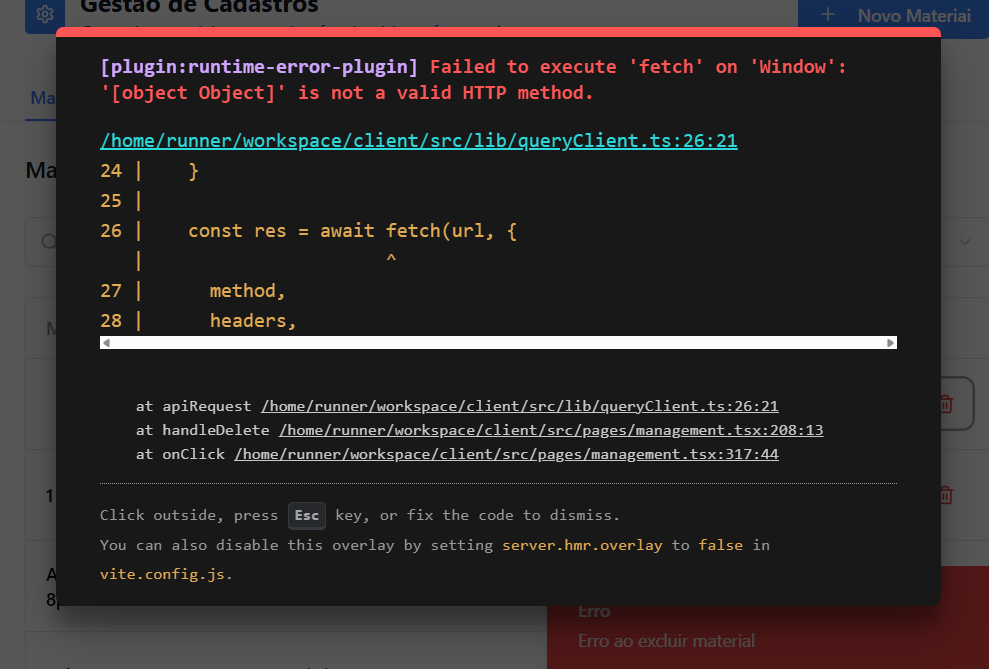 Gestão de Cadastros
+ Novo Material
Ma
[plugin:runtime-error-plugin] Failed to execute 'fetch' on 'Window':
'[object Object]' is not a valid HTTP method.
/home/runner/workspace/client/src/lib/queryClient.ts:26:21
24 | }
25 |
26 | const res = await fetch(url, {
| ^
27 | method,
28 | headers,
Ma
M
1
A
8
at apiRequest /home/runner/workspace/client/src/lib/queryClient.ts:26:21
at handleDelete /home/runner/workspace/client/src/pages/management.tsx:208:13
at onClick /home/runner/workspace/client/src/pages/management.tsx:317:44
Click outside, press Esc key, or fix the code to dismiss.
You can also disable this overlay by setting server.hmr.overlay to false in
vite.config.js.
Erro
Erro ao excluir material